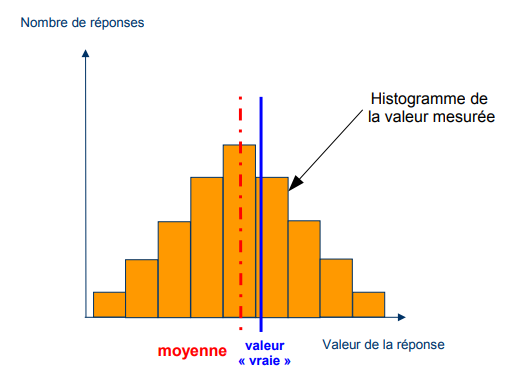 Nombre de réponses
Histogramme de
la valeur mesurée
moyenne
valeur
« vraie »
Valeur de la réponse